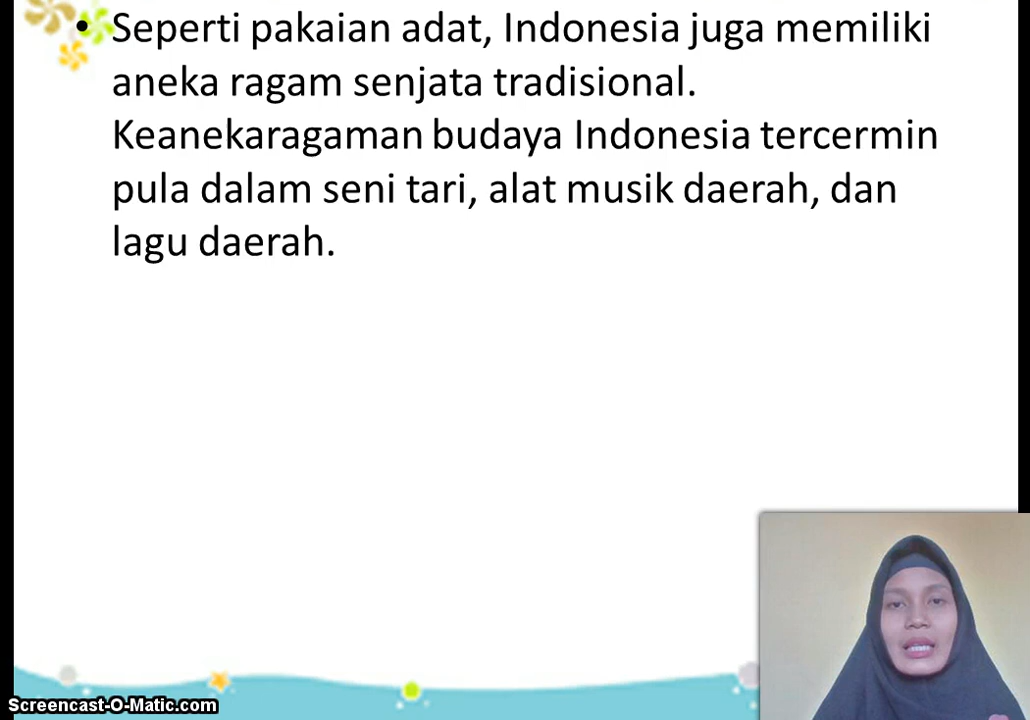 • Seperti pakaian adat, Indonesia juga memiliki
aneka ragam senjata tradisional.
Keanekaragaman budaya Indonesia tercermin
pula dalam seni tari, alat musik daerah, dan
lagu daerah.
Screencast-O-Matic.com